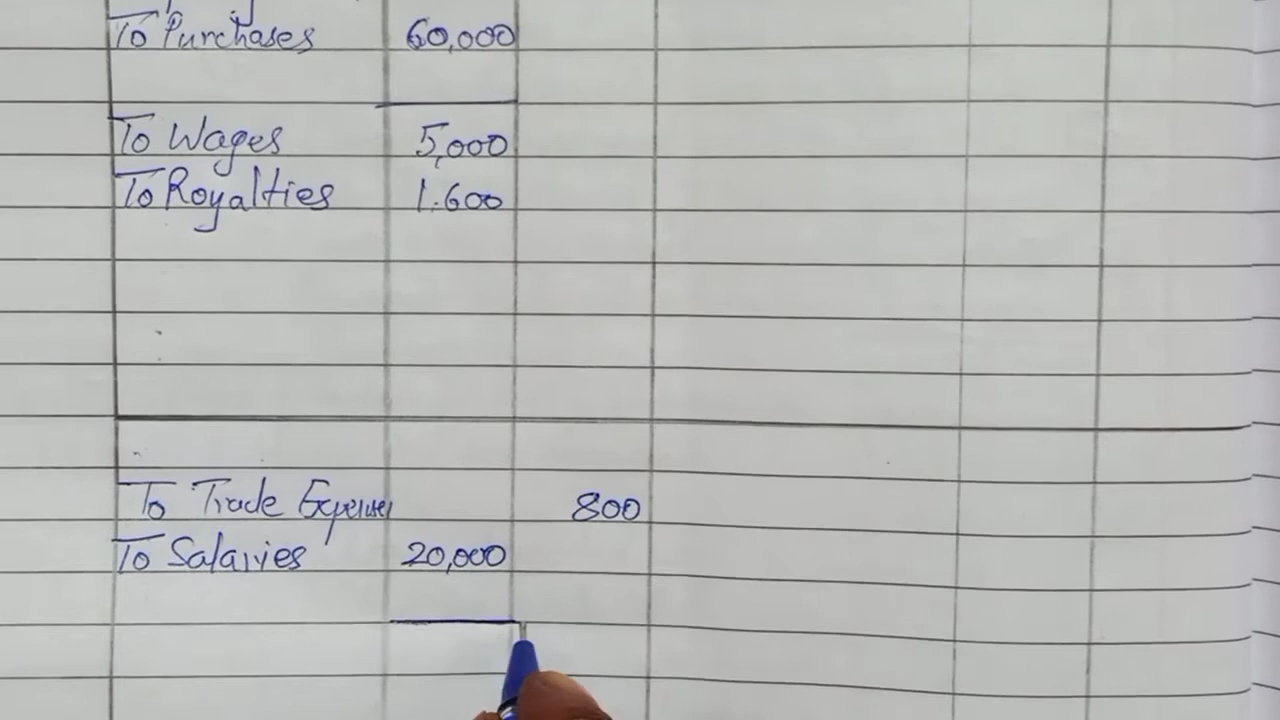 To Purchases 60,000
To Wages 5,000
To Royalties 1.600
To Trade Expenses 800
To Salaries 20,000